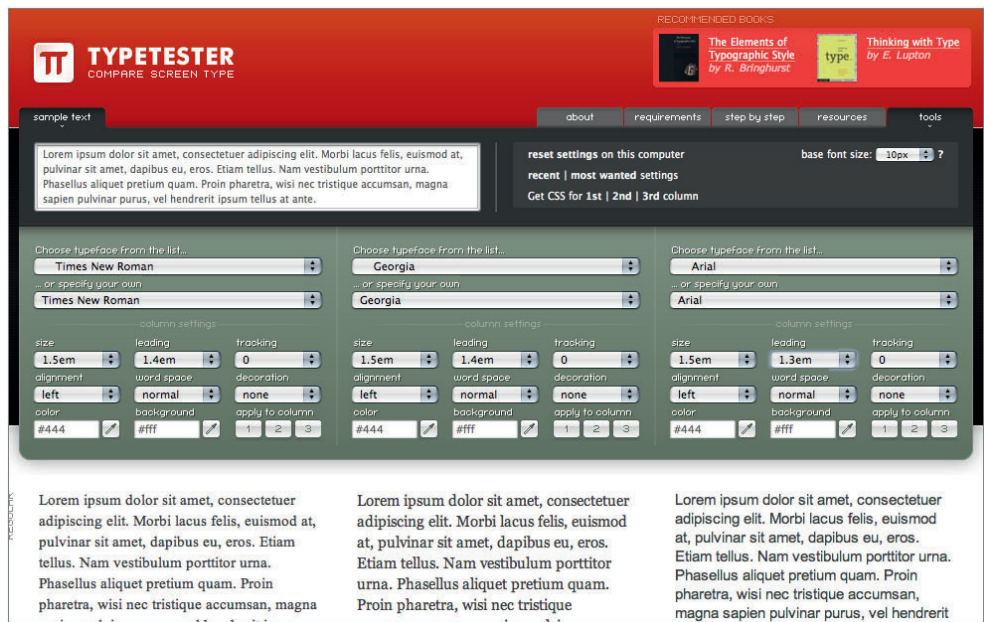 RECOMMENDED BOOKS
TYPETESTER
COMPARE SCREEN TYPE
The Elements of
Typographic Style
by R. Bringhurst
type.
Thinking with Type
by E. Lupton
sample text
about
requirements
step by step
resources
tools
Lorem ipsum dolor sit amet, consectetuer adipiscing elit. Morbi lacus felis, euismod at,
pulvinar sit amet, dapibus eu, eros. Etiam tellus. Nam vestibulum porttitor urna.
Phasellus aliquet pretium quam. Proin pharetra, wisi nec tristique accumsan, magna
sapien pulvinar purus, vel hendrerit ipsum tellus at ante.
reset settings on this computer
recent | most wanted settings
Get CSS for 1st | 2nd | 3rd column
base font size: 10px ?
Choose typeface from the list...
Times New Roman
... or specify your own
Times New Roman
column settings
size leading tracking
1.5em 1.4em 0
alignment word space decoration
left normal none
color background apply to column
#444 #fff 1 2 3
Choose typeface from the list...
Georgia
... or specify your own
Georgia
column settings
size leading tracking
1.5em 1.4em 0
alignment word space decoration
left normal none
color background apply to column
#444 #fff 1 2 3
Choose typeface from the list...
Arial
... or specify your own
Arial
column settings
size leading tracking
1.5em 1.3em 0
alignment word space decoration
left normal none
color background apply to column
#444 #fff 1 2 3
REGULAR
Lorem ipsum dolor sit amet, consectetuer
adipiscing elit. Morbi lacus felis, euismod at,
pulvinar sit amet, dapibus eu, eros. Etiam
tellus. Nam vestibulum porttitor urna.
Phasellus aliquet pretium quam. Proin
pharetra, wisi nec tristique accumsan, magna
Lorem ipsum dolor sit amet, consectetuer
adipiscing elit. Morbi lacus felis, euismod
at, pulvinar sit amet, dapibus eu, eros.
Etiam tellus. Nam vestibulum porttitor
urna. Phasellus aliquet pretium quam.
Proin pharetra, wisi nec tristique
Lorem ipsum dolor sit amet, consectetuer
adipiscing elit. Morbi lacus felis, euismod
at, pulvinar sit amet, dapibus eu, eros.
Etiam tellus. Nam vestibulum porttitor urna.
Phasellus aliquet pretium quam. Proin
pharetra, wisi nec tristique accumsan,
magna sapien pulvinar purus, vel hendrerit